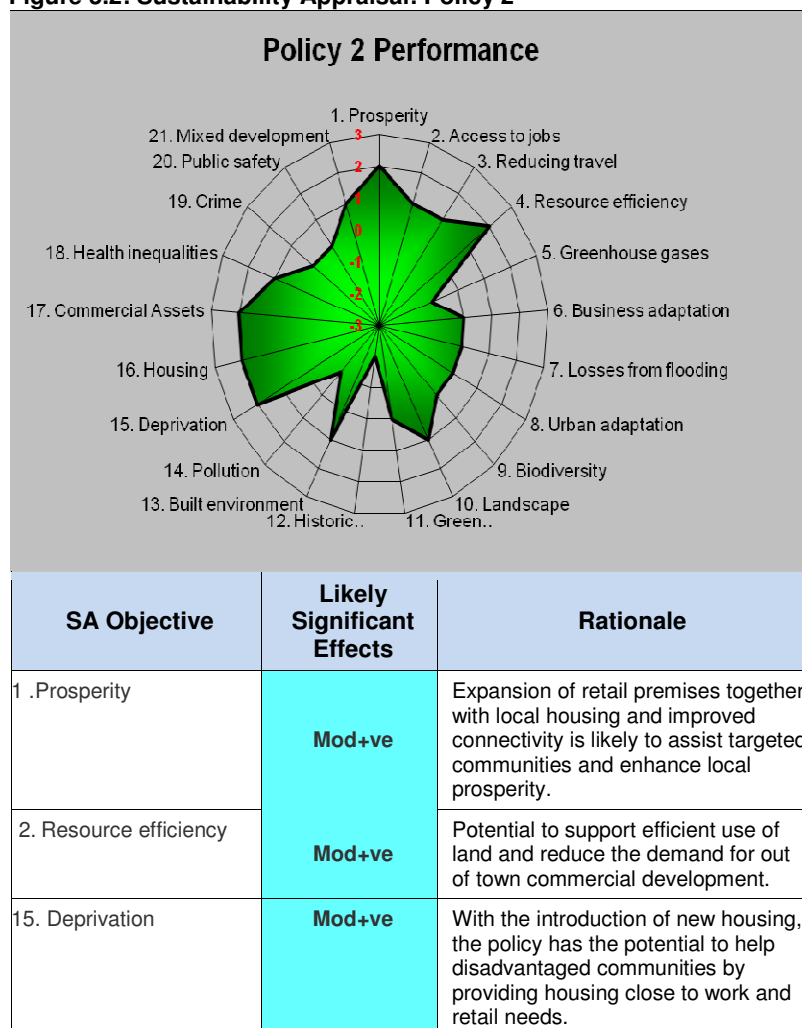 Figure 5.2: Sustainability Appraisal: Policy 2
Policy 2 Performance
1. Prosperity
2. Access to jobs
3. Reducing travel
4. Resource efficiency
5. Greenhouse gases
6. Business adaptation
7. Losses from flooding
8. Urban adaptation
9. Biodiversity
10. Landscape
11. Green..
12. Historic..
13. Built environment
14. Pollution
15. Deprivation
16. Housing
17. Commercial Assets
18. Health inequalities
19. Crime
20. Public safety
21. Mixed development
3
2
1
0
-1
-2
-3
SA Objective
Likely
Significant
Effects
Rationale
1 .Prosperity
Mod+ve
Expansion of retail premises together
with local housing and improved
connectivity is likely to assist targeted
communities and enhance local
prosperity.
2. Resource efficiency
Mod+ve
Potential to support efficient use of
land and reduce the demand for out
of town commercial development.
15. Deprivation
Mod+ve
With the introduction of new housing,
the policy has the potential to help
disadvantaged communities by
providing housing close to work and
retail needs.